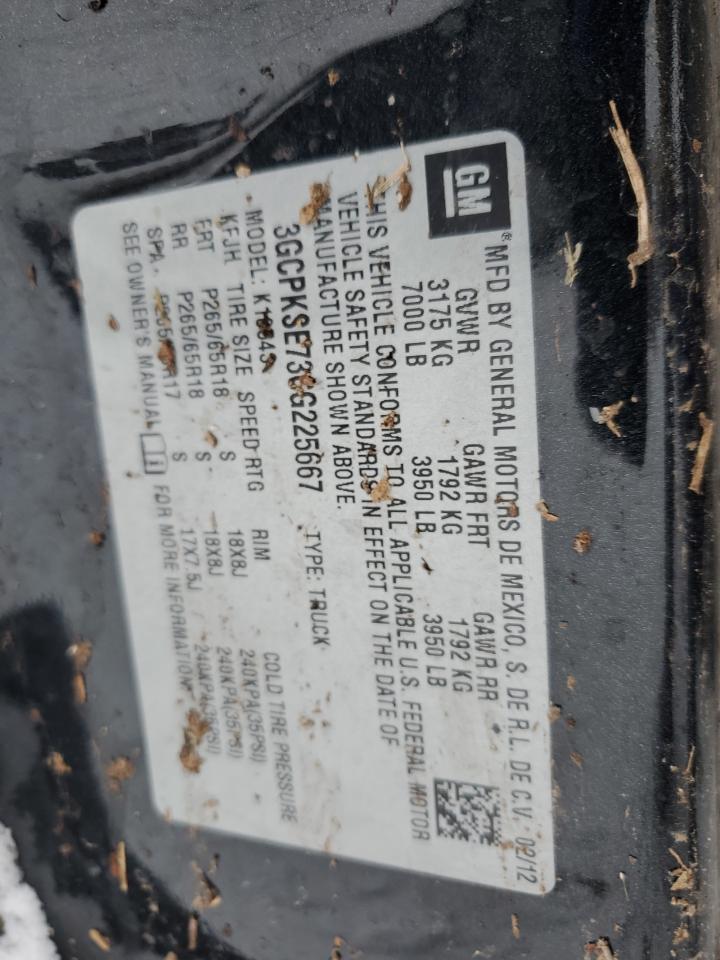 GM
®
MFD BY GENERAL MOTORS DE MEXICO, S. DE R.L. DE C.V. 02/12
GVWR GAWR FRT GAWR RR
3175 KG 1792 KG 1792 KG
7000 LB 3950 LB 3950 LB
THIS VEHICLE CONFORMS TO ALL APPLICABLE U.S. FEDERAL MOTOR
VEHICLE SAFETY STANDARDS IN EFFECT ON THE DATE OF
MANUFACTURE SHOWN ABOVE.
3GCPKSE73CG225667 TYPE: TRUCK
MODEL:
KFJH TIRE SIZE SPEED RTG RIM COLD TIRE PRESSURE
FRT P265/65R18 S 18X8J 240KPA(35PSI)
RR P265/65R18 S 18X8J 240KPA(35PSI)
S 17X7.5J 240KPA(35PSI)
SEE OWNER'S MANUAL FOR MORE INFORMATION.